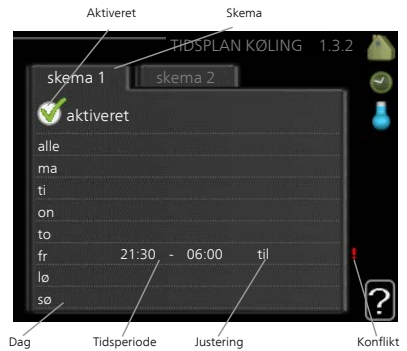 Aktiveret Skema
TIDSPLAN KØLING 1.3.2
skema 1 skema 2
aktiveret
alle
ma
ti
on
to
fr 21:30 - 06:00 til !
lø
sø
?
Dag Tidsperiode Justering Konflikt